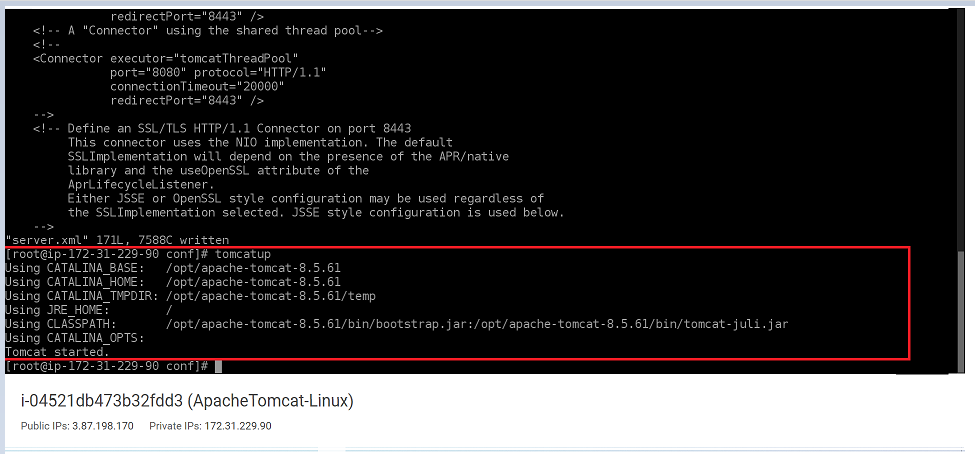 redirectPort="8443" />
<!-- A "Connector" using the shared thread pool-->
<!--
<Connector executor="tomcatThreadPool"
port="8080" protocol="HTTP/1.1"
connectionTimeout="20000"
redirectPort="8443" />
-->
<!-- Define an SSL/TLS HTTP/1.1 Connector on port 8443
This connector uses the NIO implementation. The default
SSLImplementation will depend on the presence of the APR/native
library and the useOpenSSL attribute of the
AprLifecycleListener.
Either JSSE or OpenSSL style configuration may be used regardless of
the SSLImplementation selected. JSSE style configuration is used below.
-->
"server.xml" 171L, 7588C written
[root@ip-172-31-229-90 conf]# tomcatup
Using CATALINA_BASE:   /opt/apache-tomcat-8.5.61
Using CATALINA_HOME:   /opt/apache-tomcat-8.5.61
Using CATALINA_TMPDIR: /opt/apache-tomcat-8.5.61/temp
Using JRE_HOME:        /
Using CLASSPATH:       /opt/apache-tomcat-8.5.61/bin/bootstrap.jar:/opt/apache-tomcat-8.5.61/bin/tomcat-juli.jar
Using CATALINA_OPTS:
Tomcat started.
[root@ip-172-31-229-90 conf]#
i-04521db473b32fdd3 (ApacheTomcat-Linux)
Public IPs: 3.87.198.170 Private IPs: 172.31.229.90